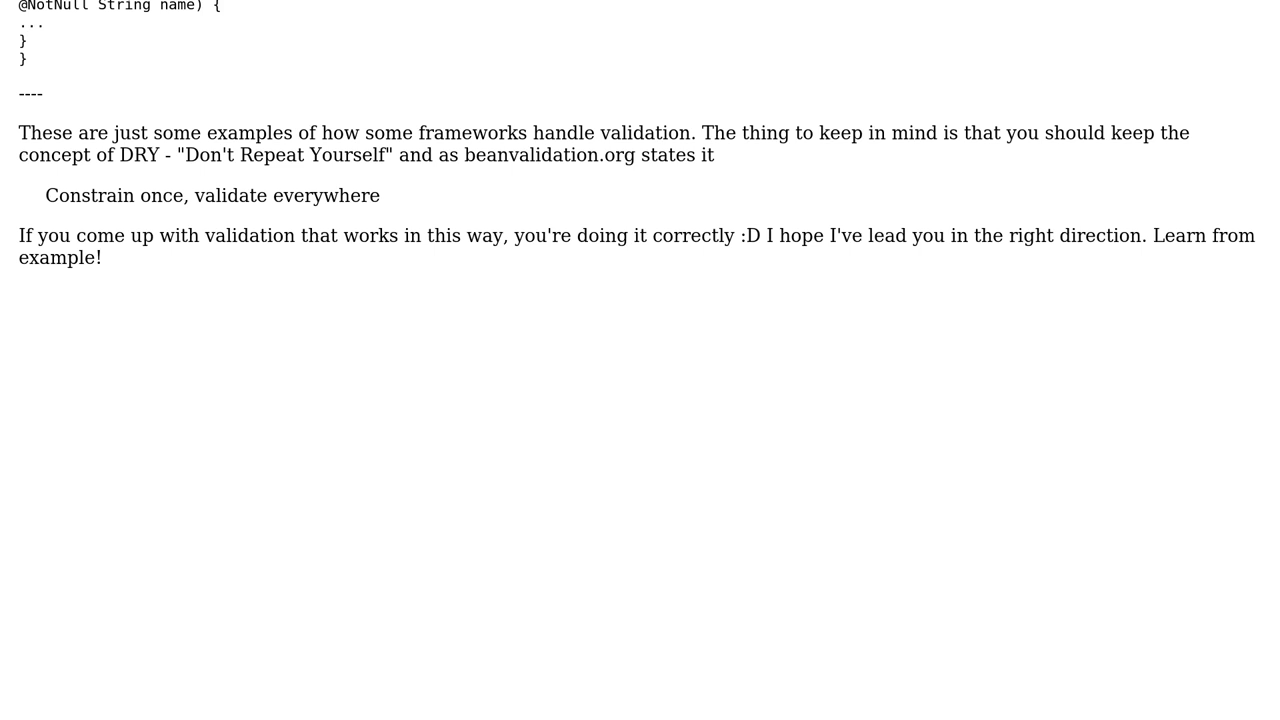 @NotNull String name) {
...
}
}
----
These are just some examples of how some frameworks handle validation. The thing to keep in mind is that you should keep the
concept of DRY - "Don't Repeat Yourself" and as beanvalidation.org states it
Constrain once, validate everywhere
If you come up with validation that works in this way, you're doing it correctly :D I hope I've lead you in the right direction. Learn from
example!